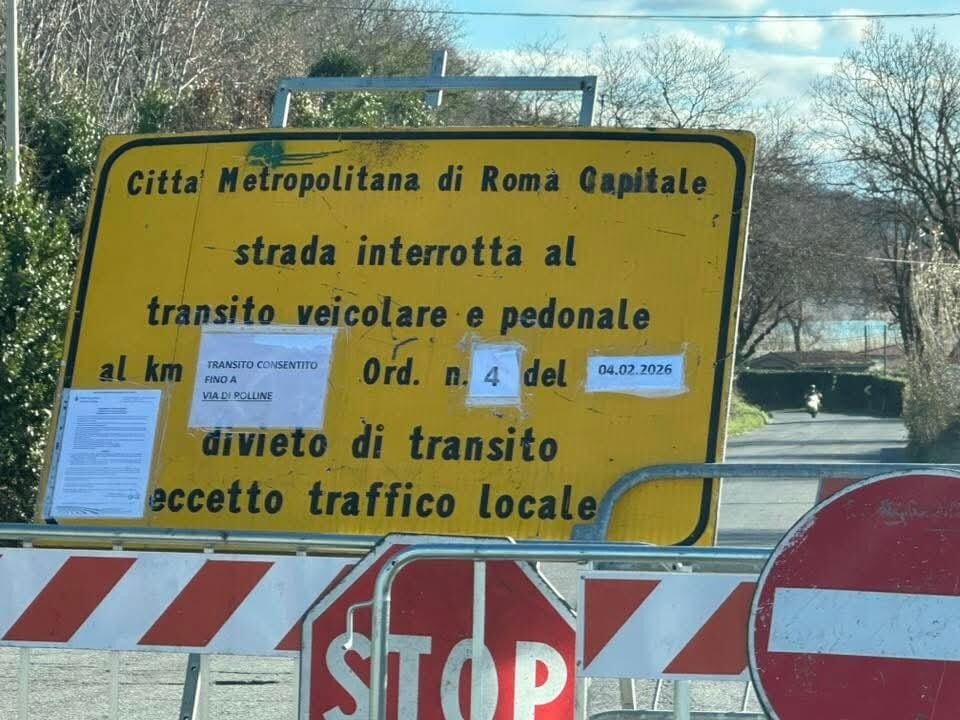 Citta' Metropolitana di Roma Capitale
strada interrotta al
transito veicolare e pedonale
al km
TRANSITO CONSENTITO
FINO A
VIA DI POLLINE
Ord. n. 4 del 04.02.2026
divieto di transito
eccetto traffico locale
STOP